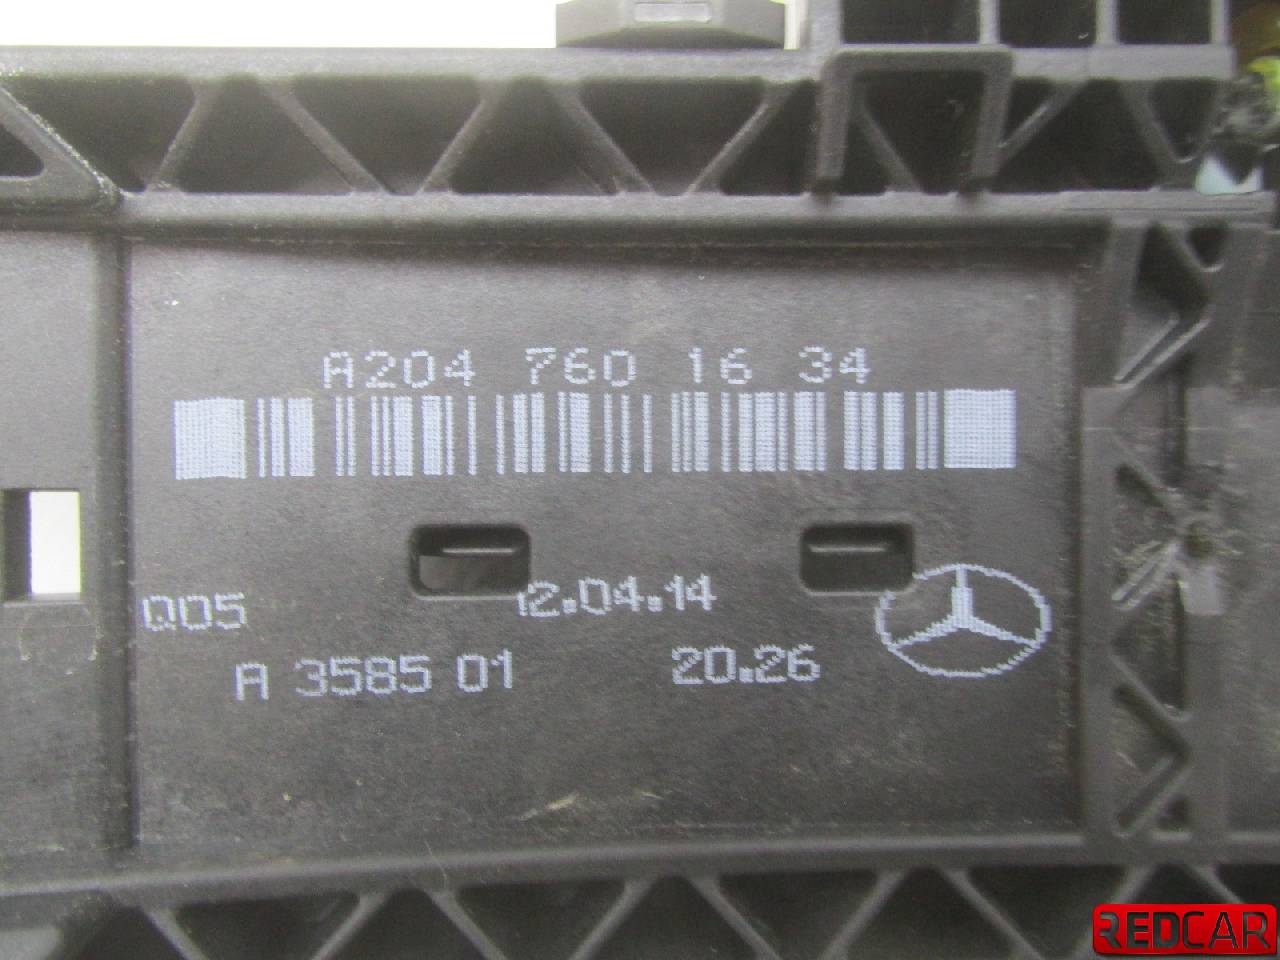 A204 760 16 34
Q05
12.04.14
A 3585 01
20.26
REDCAR